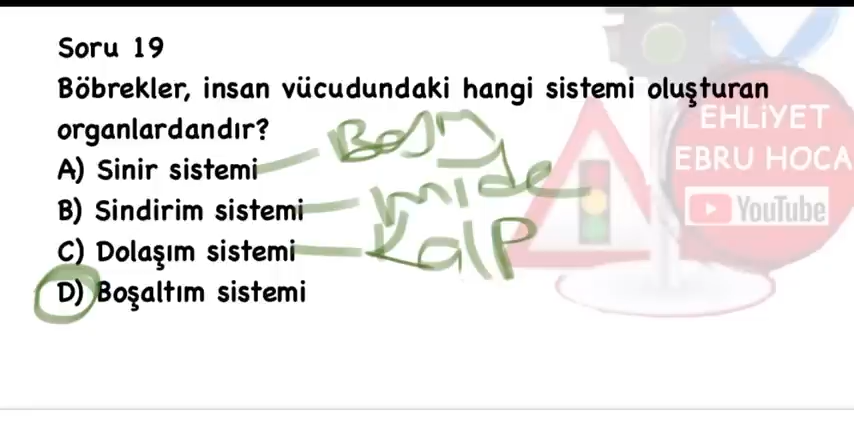 Soru 19
Böbrekler, insan vücudundaki hangi sistemi oluşturan
organlardandır?
A) Sinir sistemi
B) Sindirim sistemi mide
C) Dolaşım sistemi Kalp
D) Boşaltım sistemi
EHLİYET
EBRU HOCA
YouTube